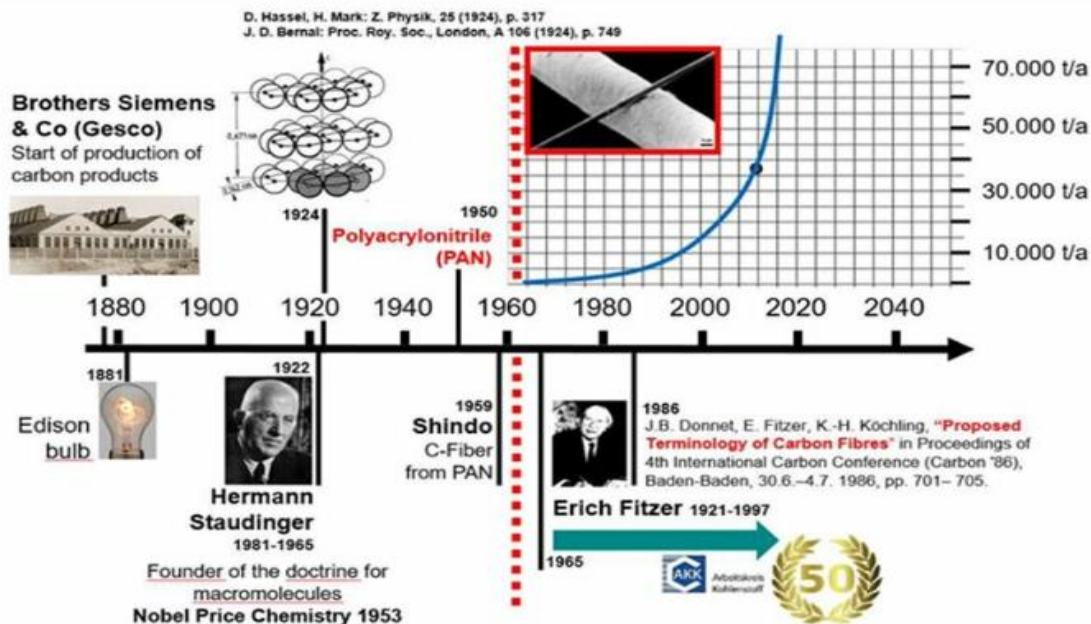 D. Hassel, H. Mark: Z. Physik, 25 (1924), p. 317
J. D. Bernal: Proc. Roy. Soc., London, A 106 (1924), p. 749
Brothers Siemens
& Co (Gesco)
Start of production of
carbon products
1924
1950
Polyacrylonitrile
(PAN)
70.000 t/a
50.000 t/a
30.000 t/a
10.000 t/a
1880
1900
1920
1940
1960
1980
2000
2020
2040
1881
Edison
bulb
1922
Hermann
Staudinger
1981-1965
Founder of the doctrine for
macromolecules
Nobel Price Chemistry 1953
1959
Shindo
C-Fiber
from PAN
1986
J.B. Donnet, E. Fitzer, K.-H. Köchling, "Proposed
Terminology of Carbon Fibres" in Proceedings of
4th International Carbon Conference (Carbon '86),
Baden-Baden, 30.6.–4.7. 1986, pp. 701– 705.
Erich Fitzer 1921-1997
1965
AKK
Arbeitskreis
Kohlenstoff
50